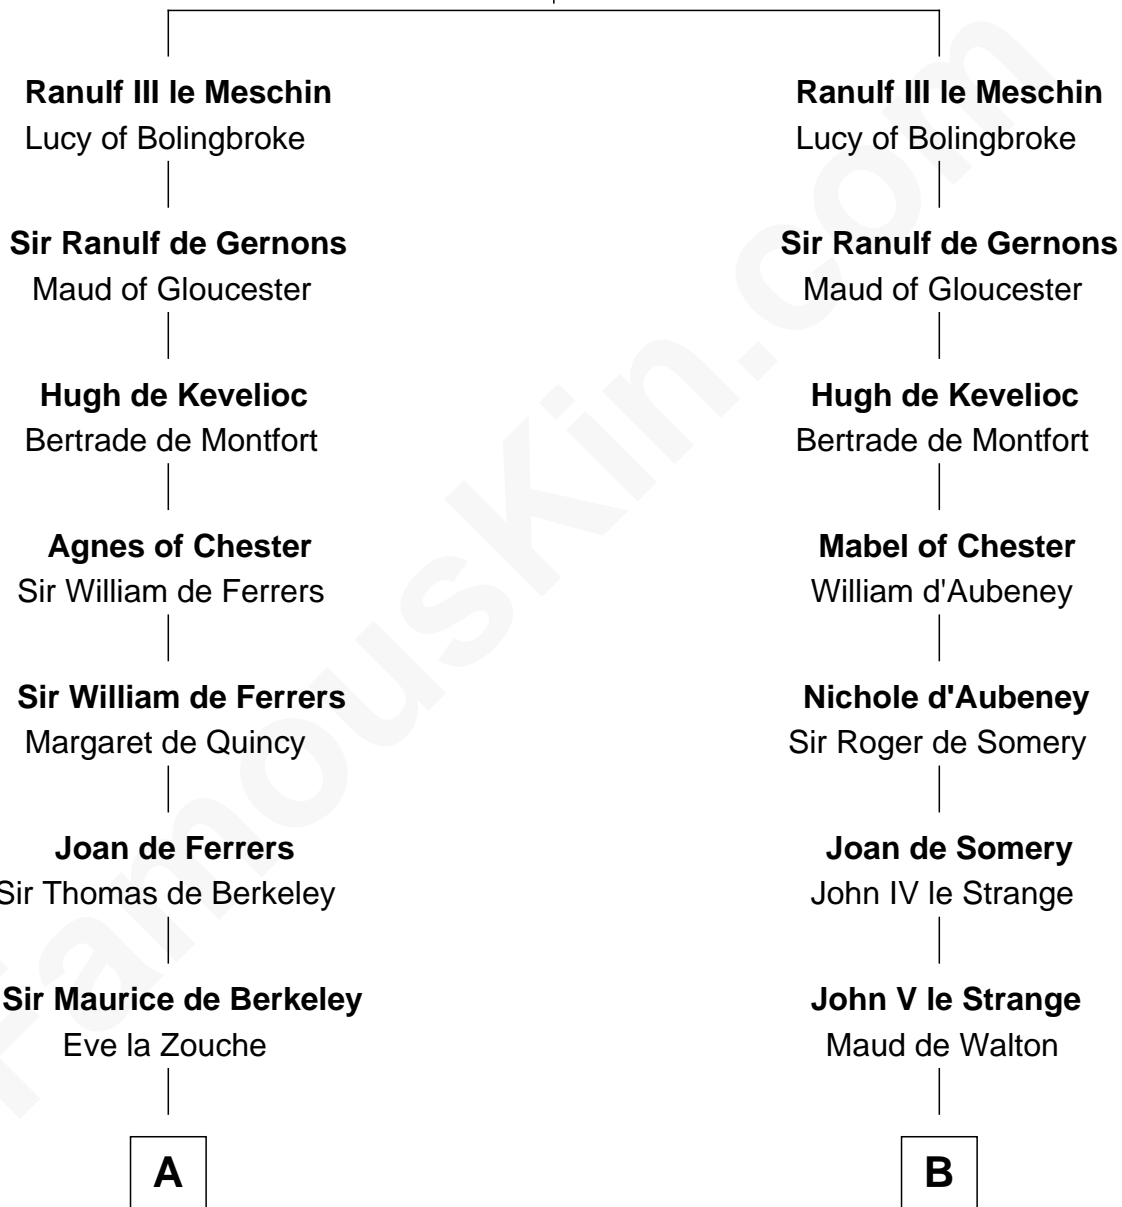 Ranulf III le Meschin
Lucy of Bolingbroke
Sir Ranulf de Gernons
Maud of Gloucester
Hugh de Kevelioc
Bertrade de Montfort
Agnes of Chester
Sir William de Ferrers
Sir William de Ferrers
Margaret de Quincy
Joan de Ferrers
Sir Thomas de Berkeley
Sir Maurice de Berkeley
Eve la Zouche
A
Ranulf III le Meschin
Lucy of Bolingbroke
Sir Ranulf de Gernons
Maud of Gloucester
Hugh de Kevelioc
Bertrade de Montfort
Mabel of Chester
William d'Aubeney
Nichole d'Aubeney
Sir Roger de Somery
Joan de Somery
John IV le Strange
John V le Strange
Maud de Walton
B
FamousKin.com